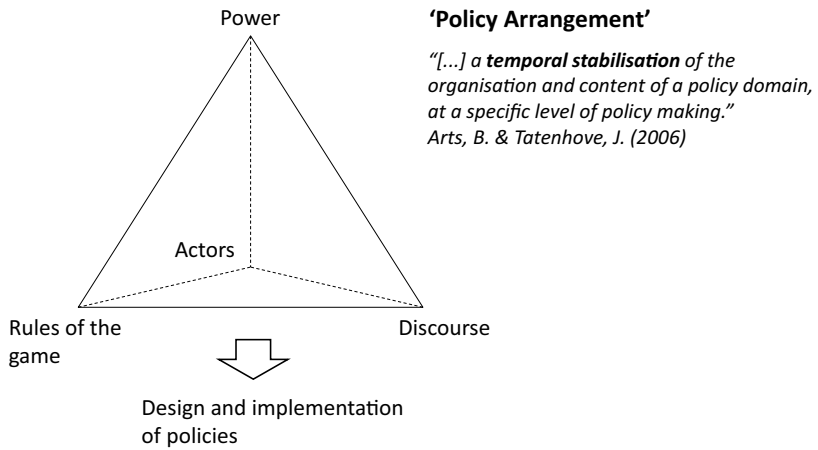 Power
‘Policy Arrangement’
“[...] a temporal stabilisation of the
organisation and content of a policy domain,
at a specific level of policy making.”
Arts, B. & Tatenhove, J. (2006)
Actors
Rules of the
game
Discourse
Design and implementation
of policies